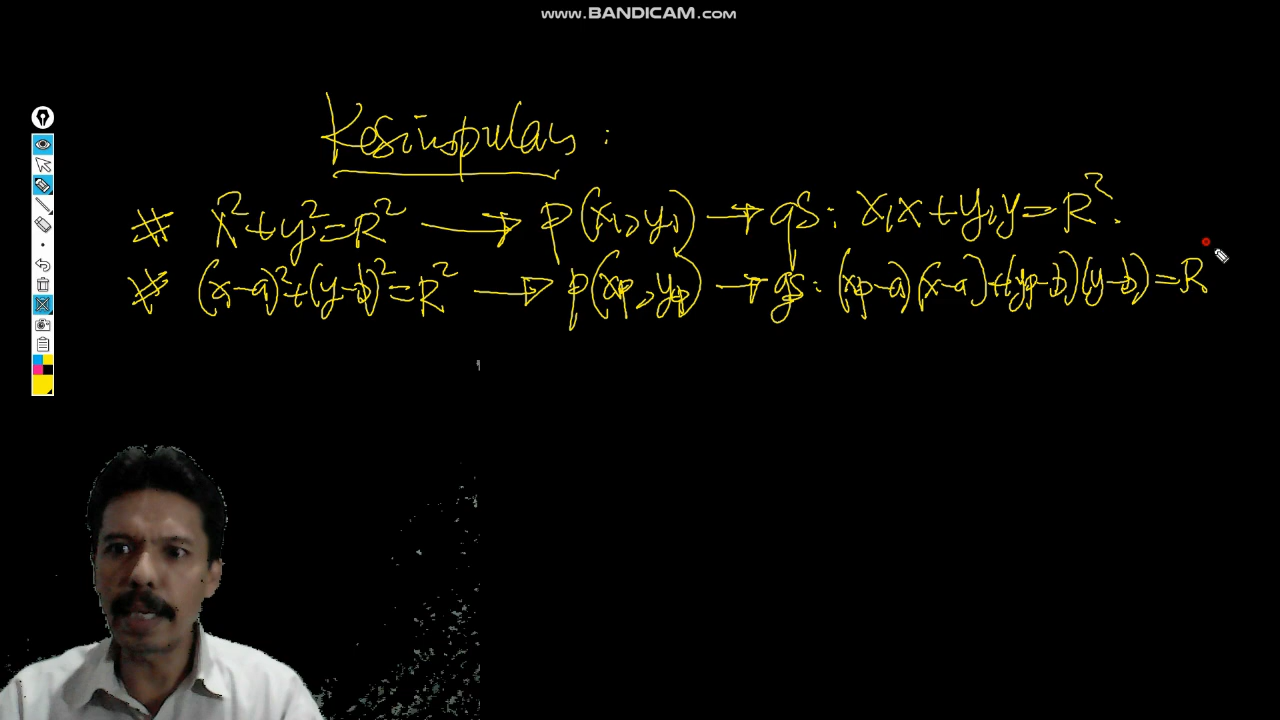 www.BANDICAM.com
Kesimpulan :
# x²+y²=R² → p(x₁,y₁) → gs: x₁x+y₁y=R².
# (x-a)²+(y-b)²=R² → p(xp,yp) → gs: (xp-a)(x-a)+(yp-b)(y-b)=R